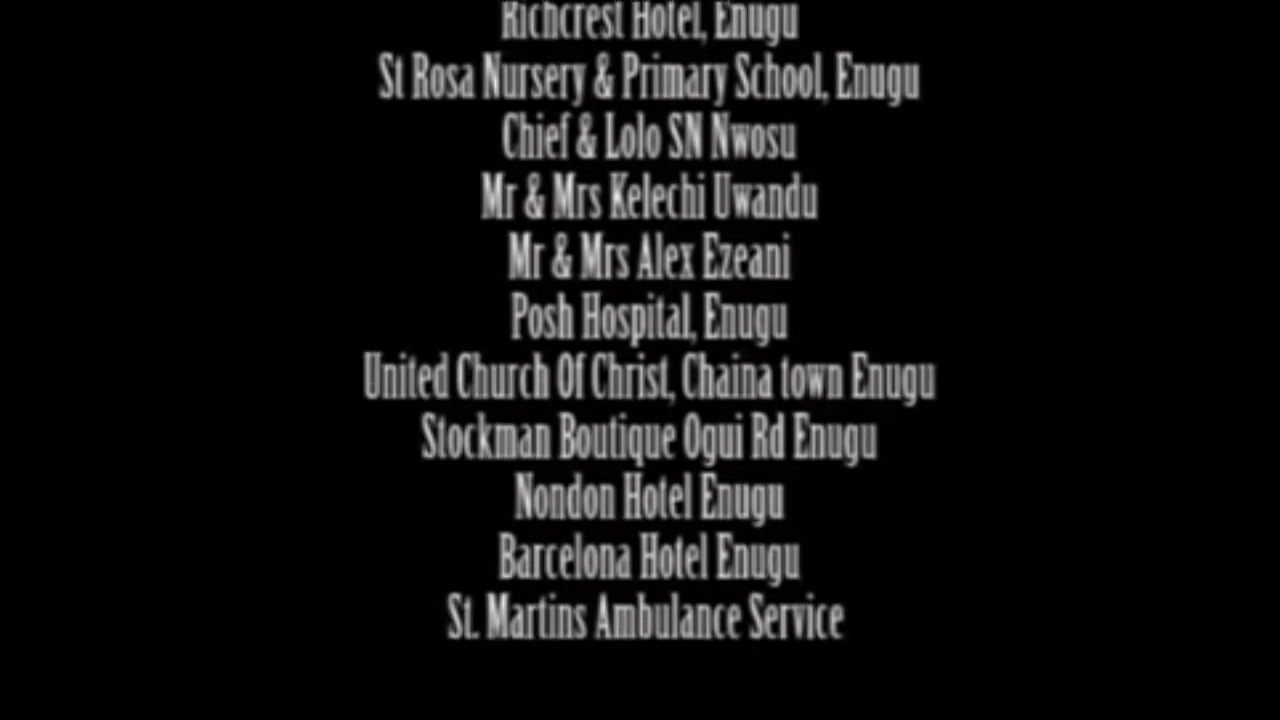 Richcrest Hotel, Enugu
St Rosa Nursery & Primary School, Enugu
Chief & Lolo SN Nwosu
Mr & Mrs Kelechi Uwandu
Mr & Mrs Alex Ezeani
Posh Hospital, Enugu
United Church Of Christ, Chaina town Enugu
Stockman Boutique Ogui Rd Enugu
Nondon Hotel Enugu
Barcelona Hotel Enugu
St. Martins Ambulance Service